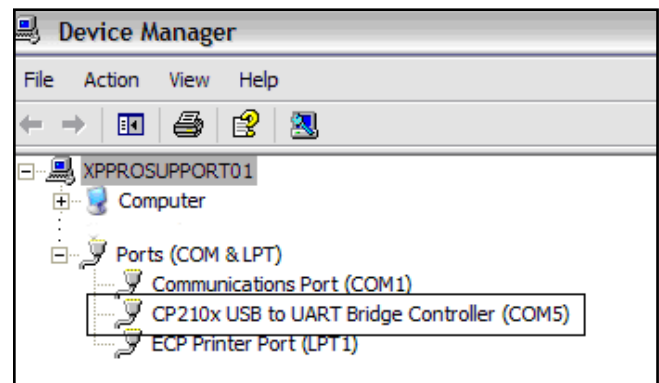 Device Manager
File Action View Help
XPPROSUPPORT01
Computer
Ports (COM & LPT)
Communications Port (COM1)
CP210x USB to UART Bridge Controller (COM5)
ECP Printer Port (LPT1)